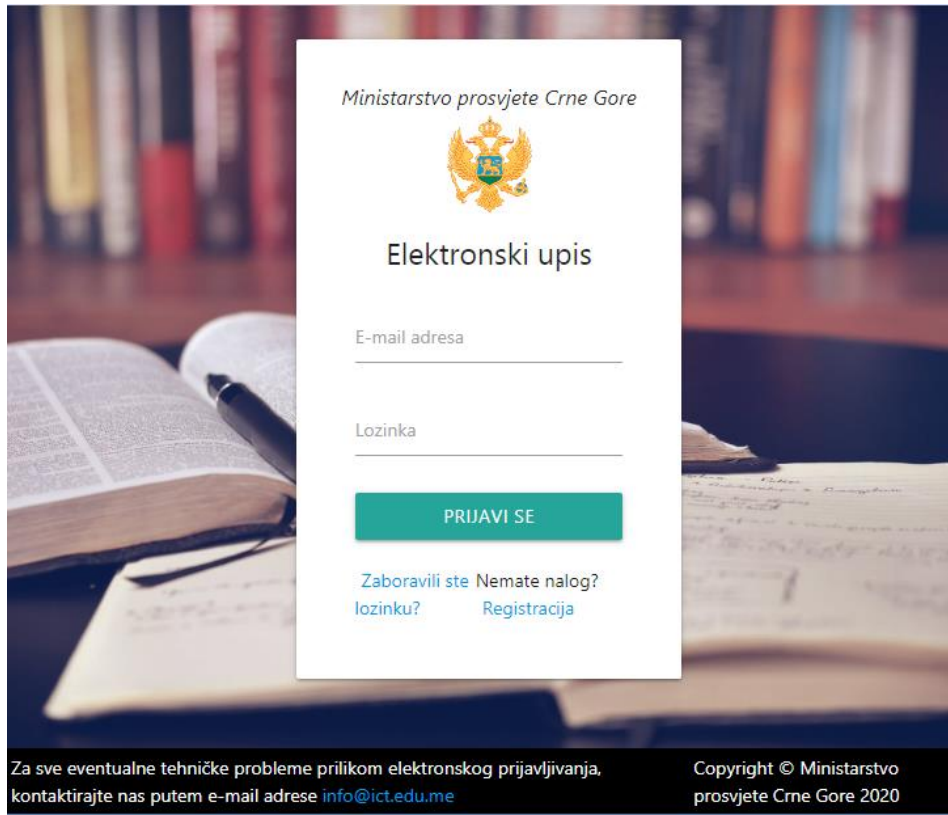 Ministarstvo prosvjete Crne Gore
Elektronski upis
E-mail adresa
Lozinka
PRIJAVI SE
Zaboravili ste
lozinku?
Nemate nalog?
Registracija
Za sve eventualne tehničke probleme prilikom elektronskog prijavljivanja,
kontaktirajte nas putem e-mail adrese info@ict.edu.me
Copyright © Ministarstvo
prosvjete Crne Gore 2020